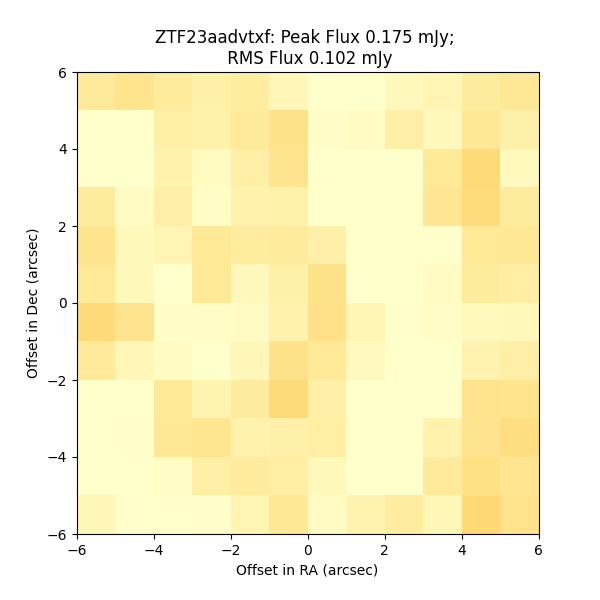 ZTF23aadvtxf: Peak Flux 0.175 mJy;
RMS Flux 0.102 mJy
6
4
2
0
−2
−4
−6
Offset in Dec (arcsec)
−6 −4 −2 0 2 4 6
Offset in RA (arcsec)